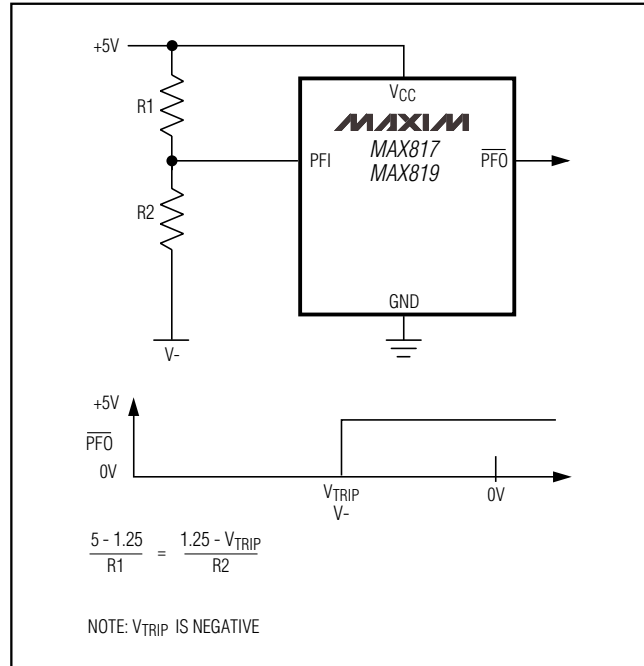 +5V
R1
VCC
MAXIM
MAX817
MAX819
PFI
PFO
R2
GND
V-
+5V
PFO
0V
VTRIP
V-
0V
5 - 1.25
R1
=
1.25 - VTRIP
R2
NOTE: VTRIP IS NEGATIVE